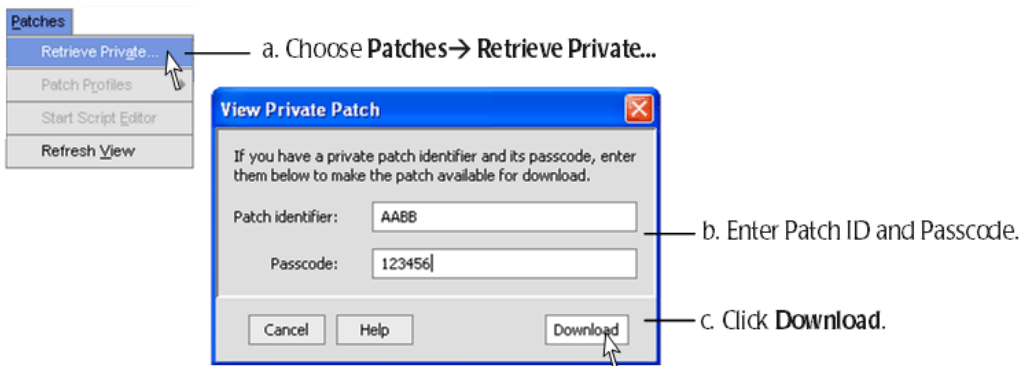 Patches
Retrieve Private...
a. Choose Patches→ Retrieve Private...
Patch Profiles
Start Script Editor
Refresh View
View Private Patch
If you have a private patch identifier and its passcode, enter
them below to make the patch available for download.
Patch identifier: AABB
b. Enter Patch ID and Passcode.
Passcode: 123456
Cancel Help Download
c. Click Download.